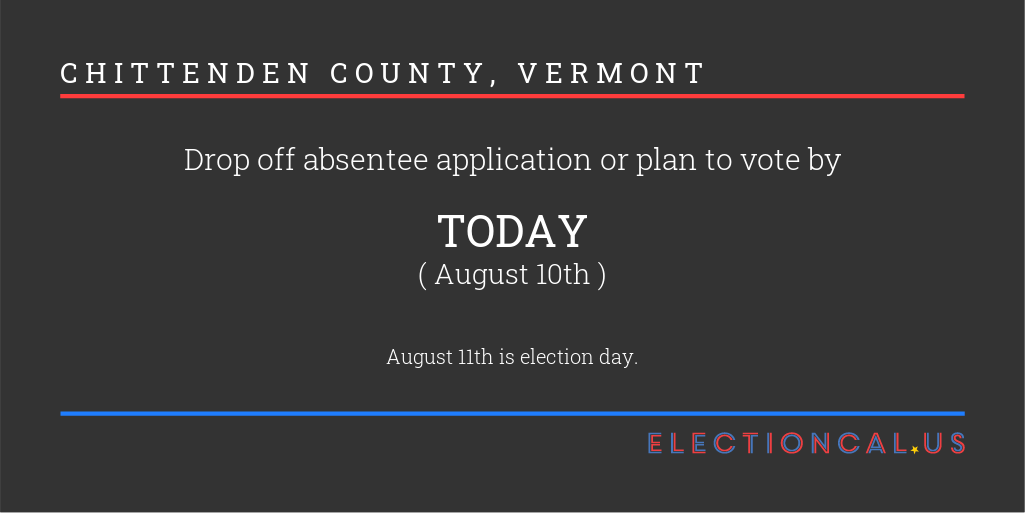 CHITTENDEN COUNTY, VERMONT
Drop off absentee application or plan to vote by
TODAY
( August 10th )
August 11th is election day.
ELECTIONCAL.US